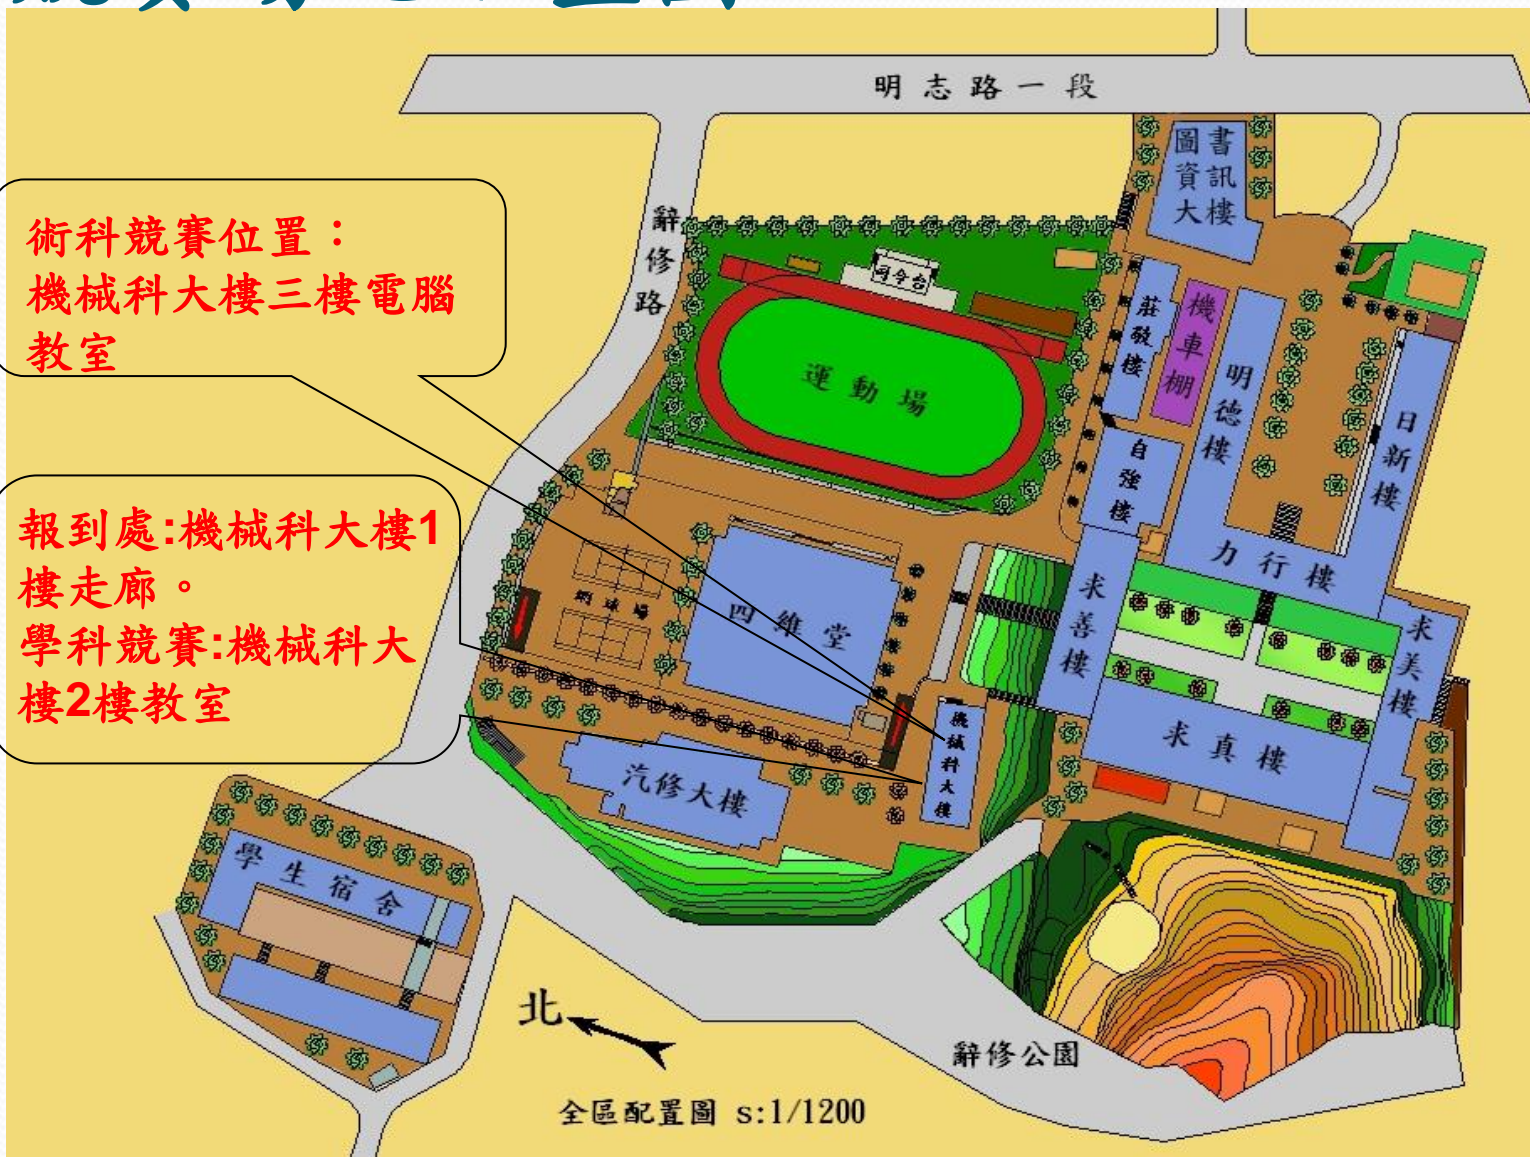 明志路一段
圖書
資訊
大樓
術科競賽位置：
機械科大樓三樓電腦
教室
辭修路
司令台
莊敬樓
機車棚
明德樓
日新樓
運動場
自強樓
報到處:機械科大樓1
樓走廊。
學科競賽:機械科大
樓2樓教室
力行樓
網球場
四維堂
求善樓
求美樓
機械科大樓
求真樓
汽修大樓
學生宿舍
北
辭修公園
全區配置圖 s:1/1200